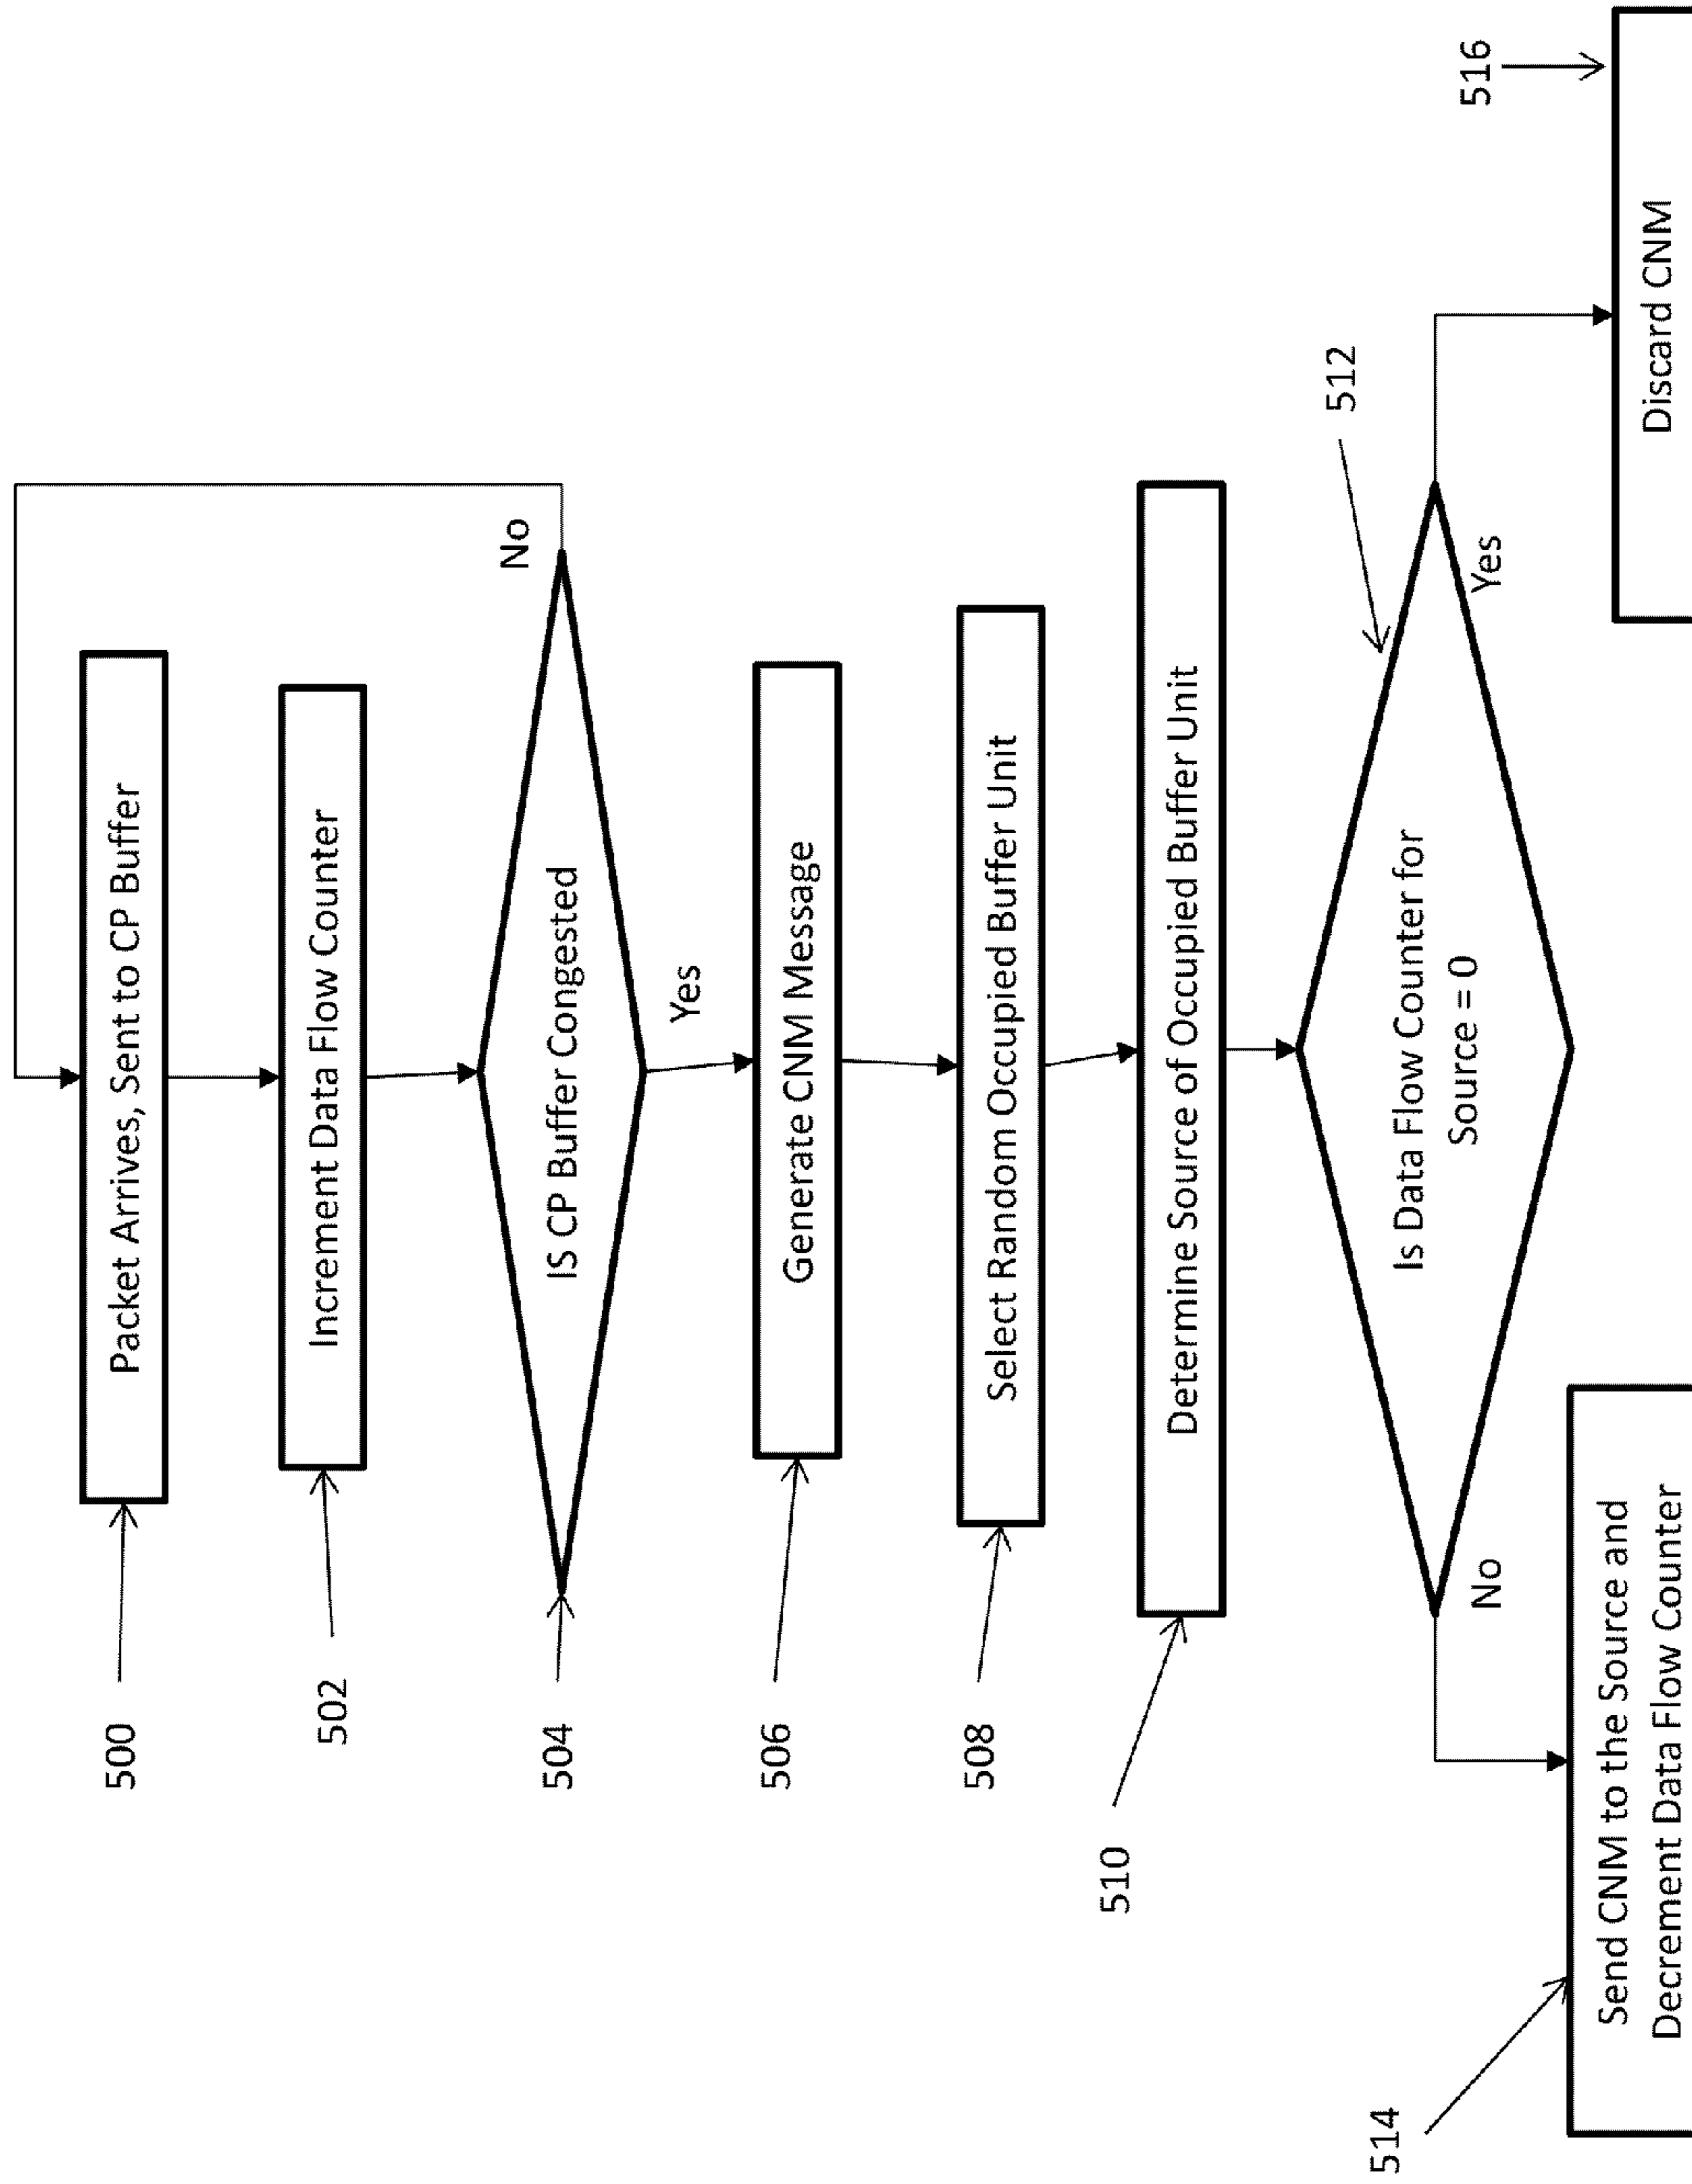 500
Packet Arrives, Sent to CP Buffer
502
Increment Data Flow Counter
504
IS CP Buffer Congested
No
Yes
506
Generate CNM Message
508
Select Random Occupied Buffer Unit
510
Determine Source of Occupied Buffer Unit
512
Is Data Flow Counter for
Source = 0
No
Yes
514
Send CNM to the Source and
Decrement Data Flow Counter
516
Discard CNM